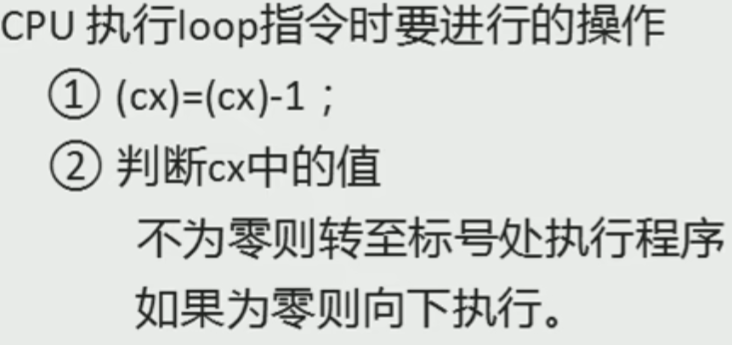 CPU 执行loop指令时要进行的操作
① (cx)=(cx)-1；
② 判断cx中的值
不为零则转至标号处执行程序
如果为零则向下执行。